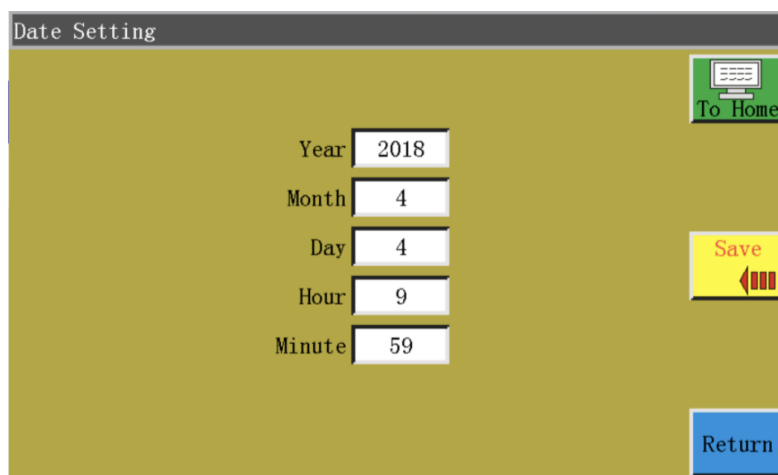 Date Setting
To Home
Year 2018
Month 4
Day 4
Save
Hour 9
Minute 59
Return